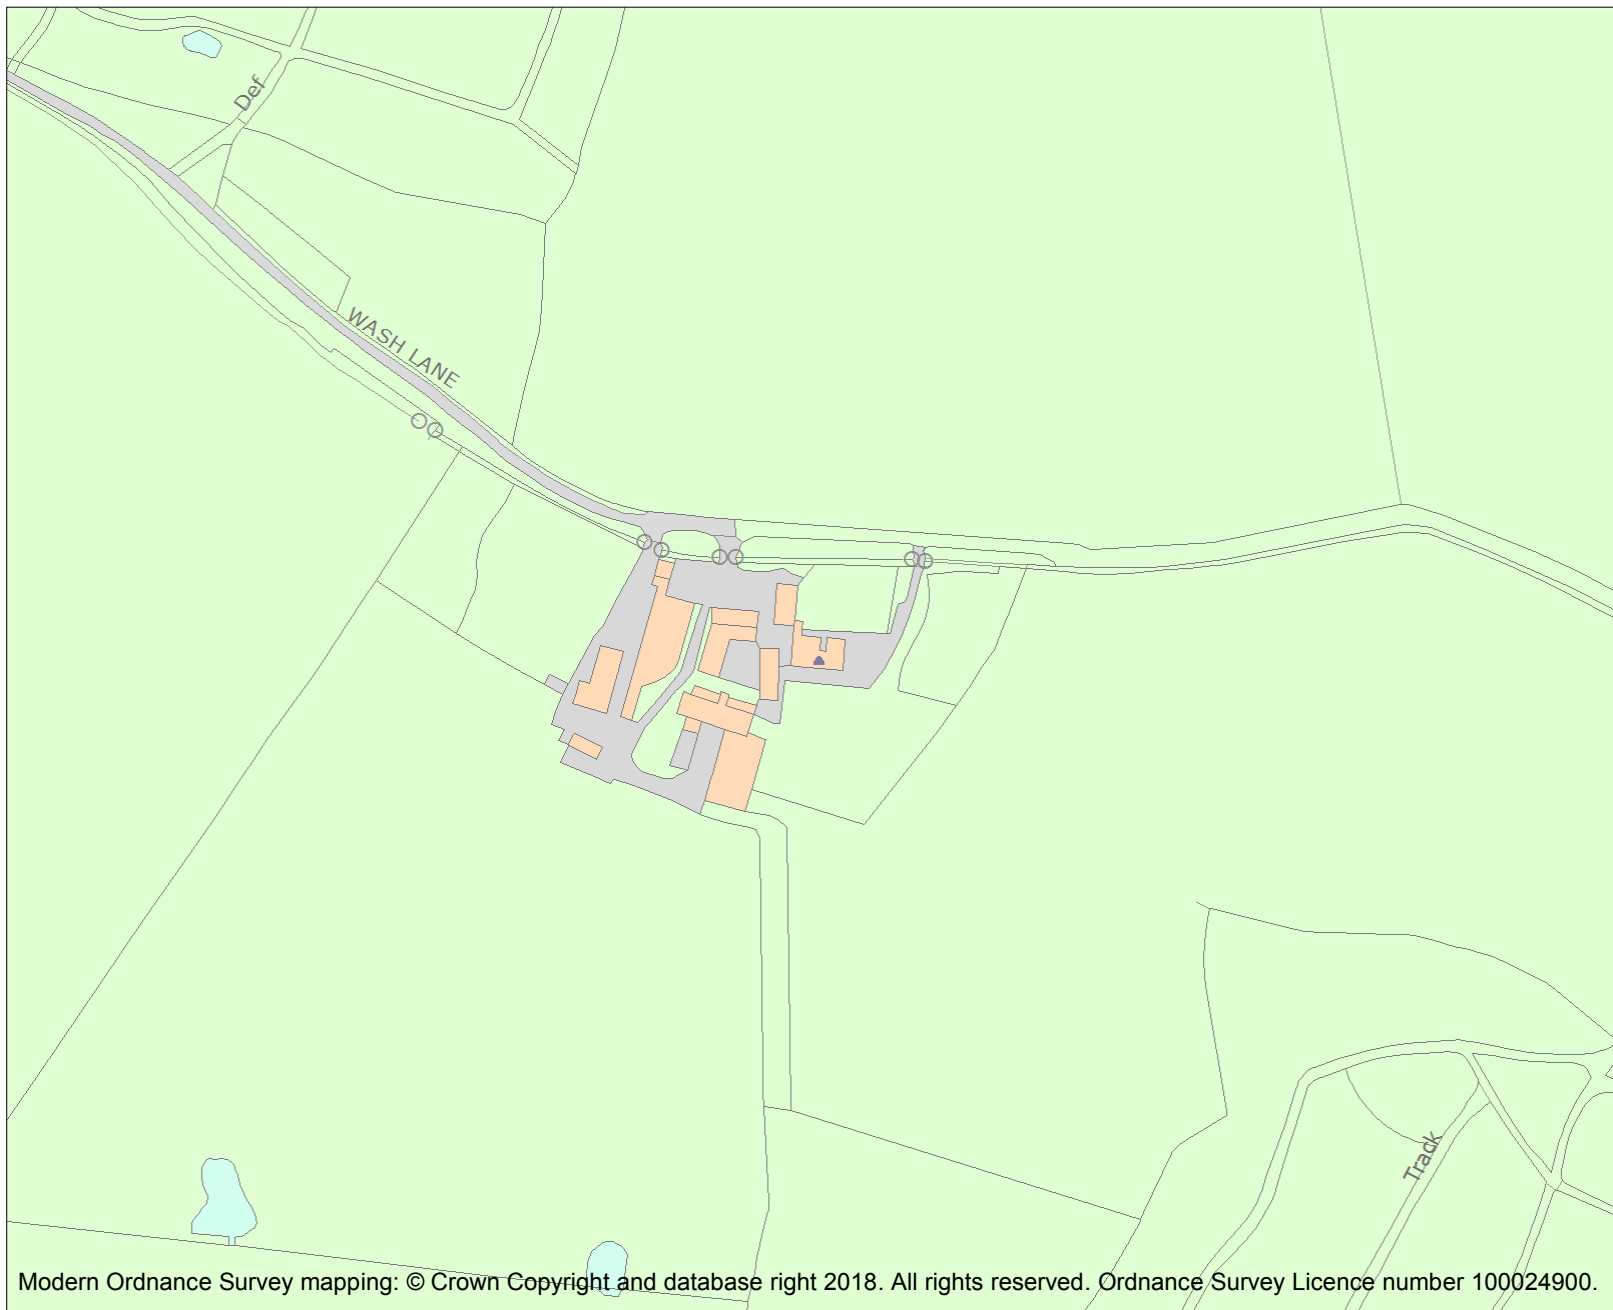 Def
WASH LANE
Track
Modern Ordnance Survey mapping: © Crown Copyright and database right 2018. All rights reserved. Ordnance Survey Licence number 100024900.